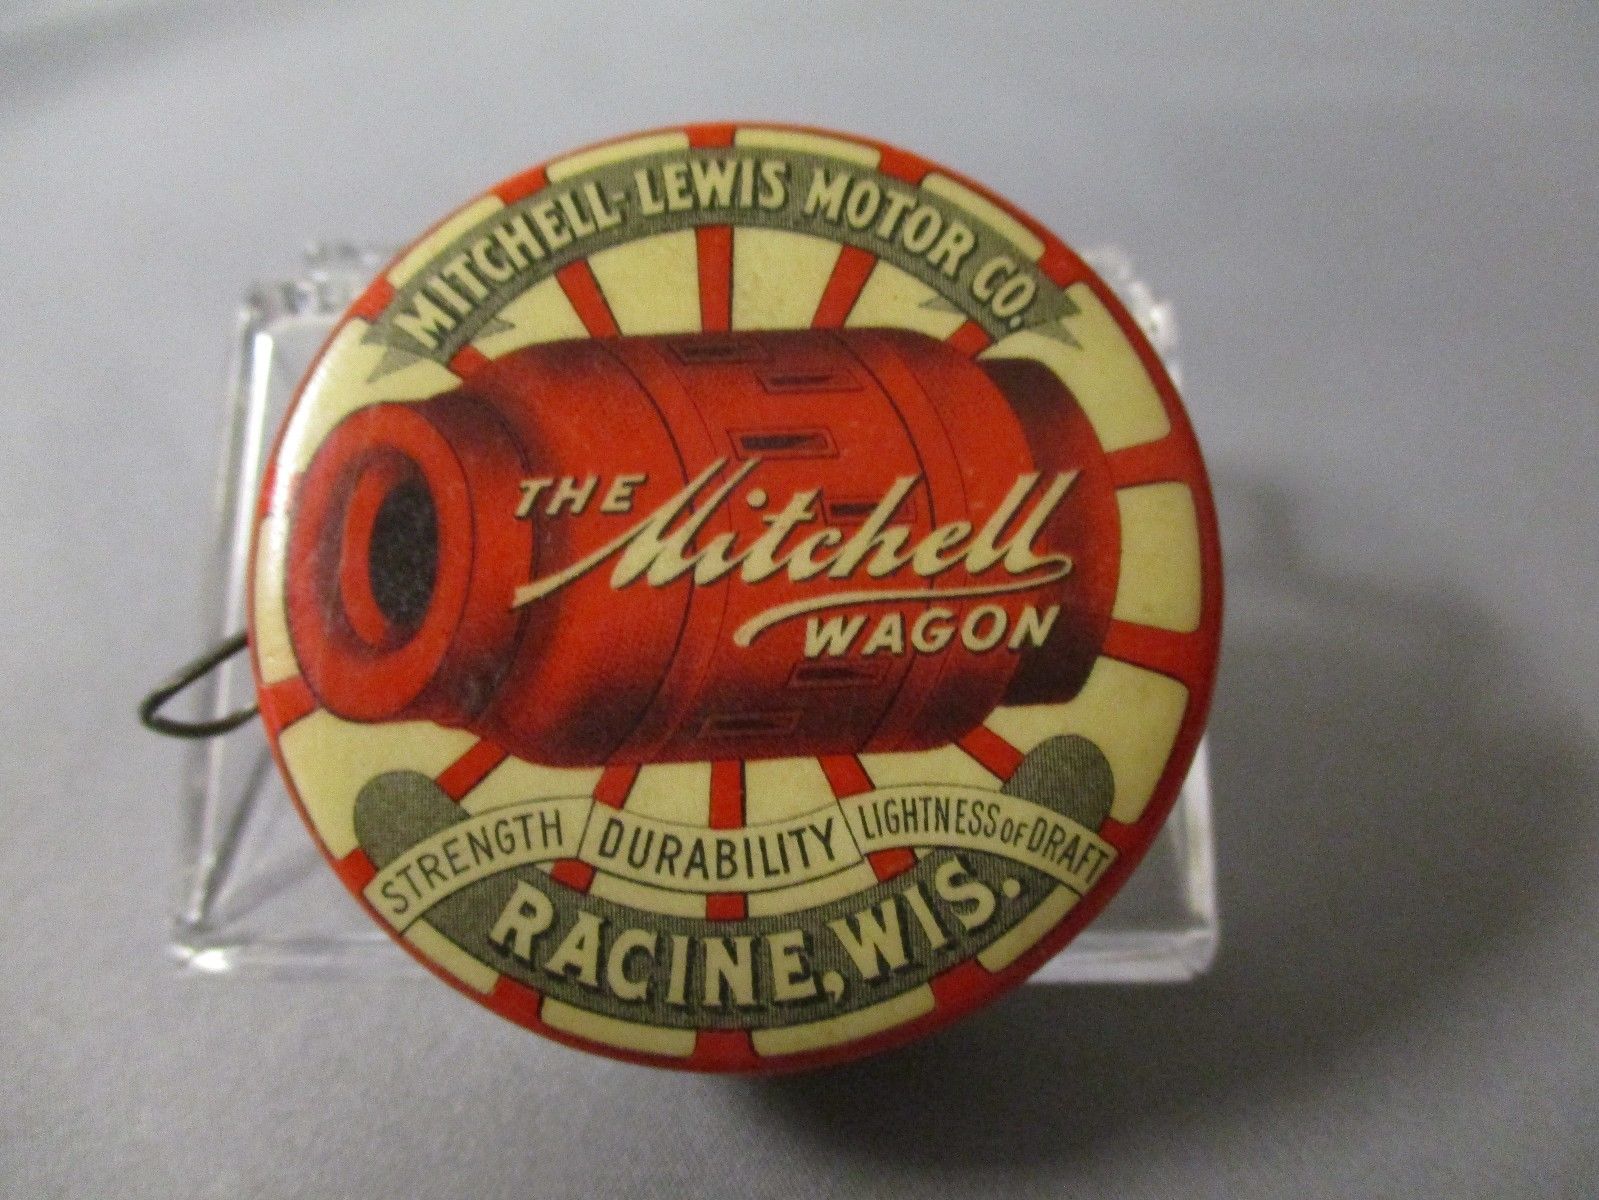 MITCHELL-LEWIS MOTOR CO.
THE Mitchell
WAGON
STRENGTH DURABILITY LIGHTNESS OF DRAFT
RACINE, WIS.